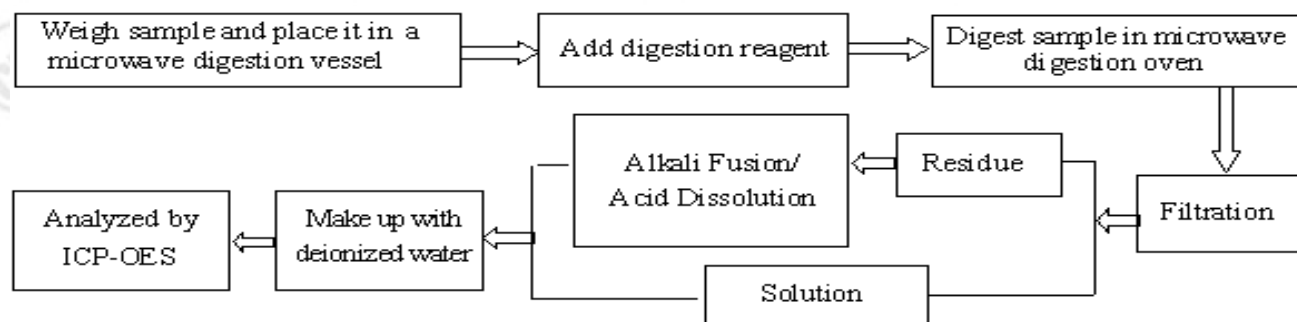 Weigh sample and place it in a
microwave digestion vessel
Add digestion reagent
Digest sample in microwave
digestion oven
Filtration
Residue
Alkali Fusion/
Acid Dissolution
Solution
Make up with
deionized water
Analyzed by
ICP-OES